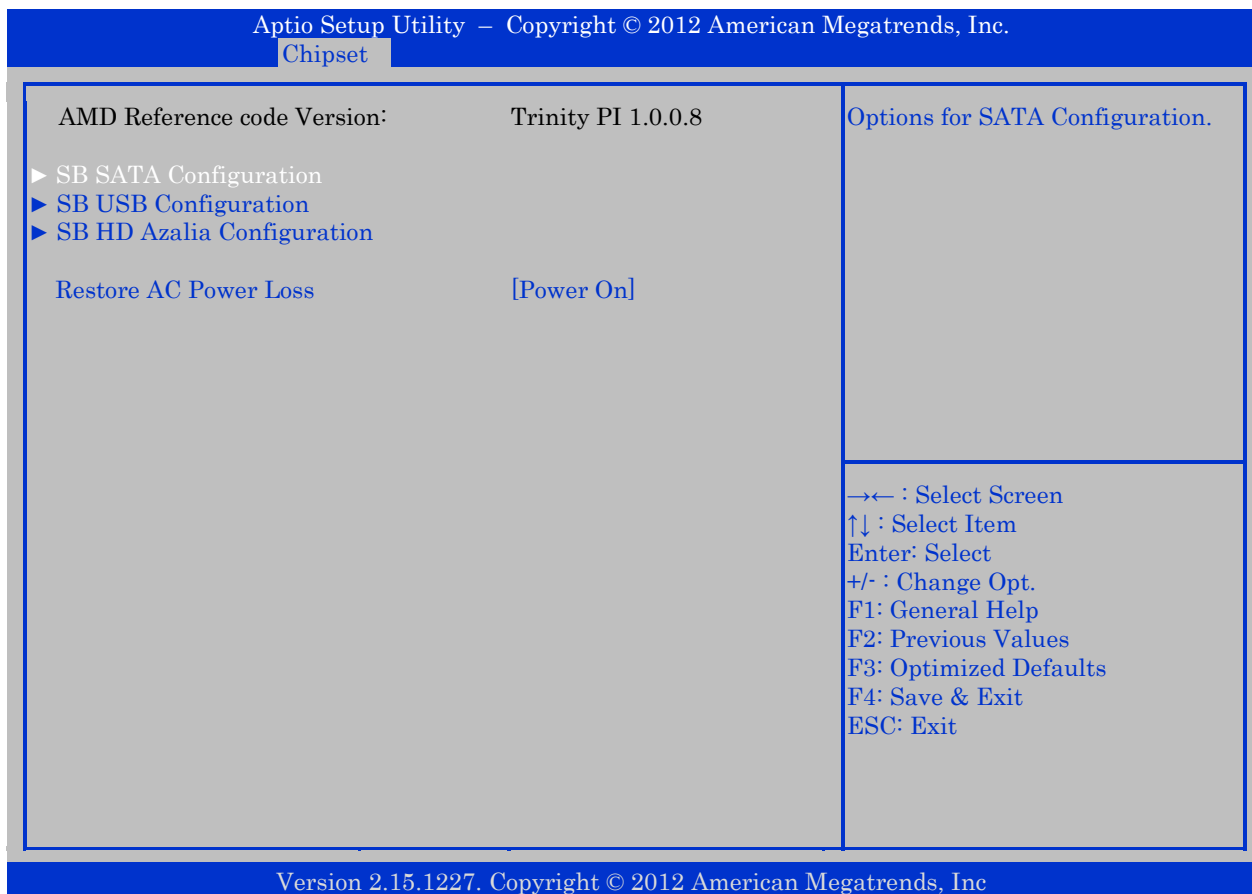 Aptio Setup Utility – Copyright © 2012 American Megatrends, Inc.
Chipset
AMD Reference code Version: Trinity PI 1.0.0.8
► SB SATA Configuration
► SB USB Configuration
► SB HD Azalia Configuration
Restore AC Power Loss [Power On]
Options for SATA Configuration.
→← : Select Screen
↑↓ : Select Item
Enter: Select
+/- : Change Opt.
F1: General Help
F2: Previous Values
F3: Optimized Defaults
F4: Save & Exit
ESC: Exit
Version 2.15.1227. Copyright © 2012 American Megatrends, Inc